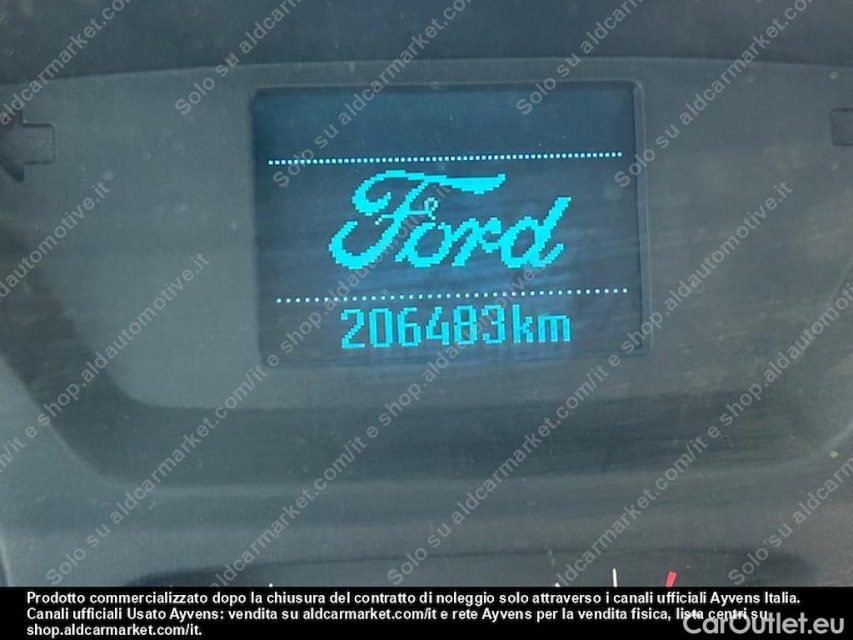 Ford
206483km
Solo su aldcarmarket.com/it e shop.aldautomotive.it
Prodotto commercializzato dopo la chiusura del contratto di noleggio solo attraverso i canali ufficiali Ayvens Italia.
Canali ufficiali Usato Ayvens: vendita su aldcarmarket.com/it e rete Ayvens per la vendita fisica, lista centri su
shop.aldcarmarket.com/it.
CarOutlet.eu